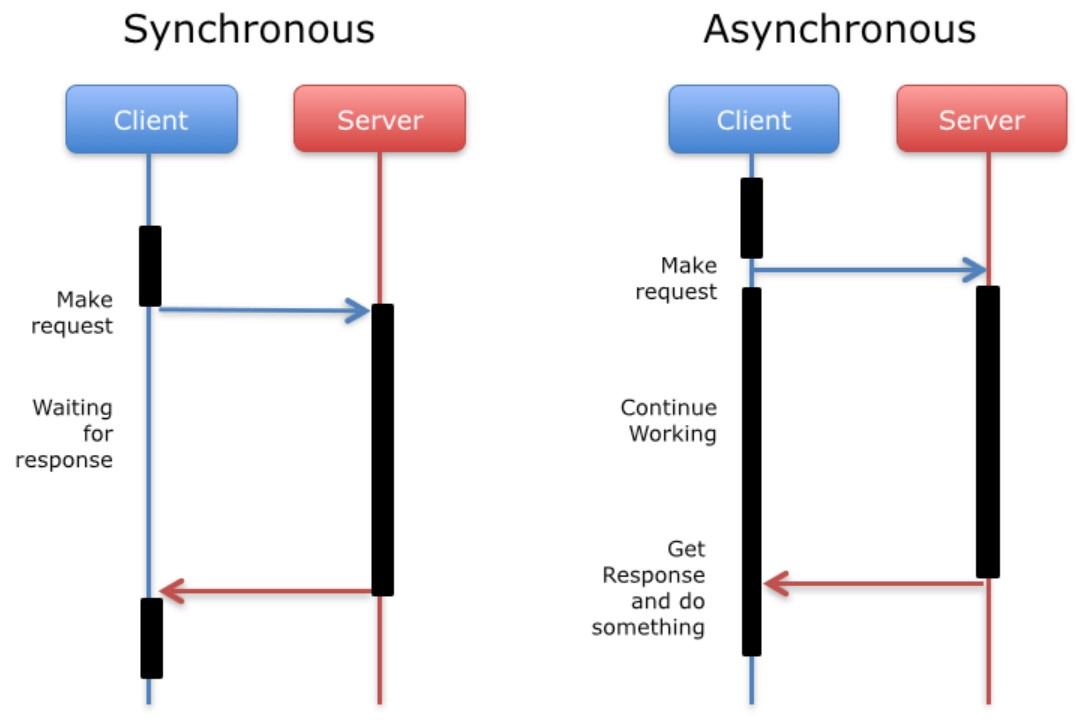 Synchronous
Client
Server
Make
request
Waiting
for
response
Asynchronous
Client
Server
Make
request
Continue
Working
Get
Response
and do
something